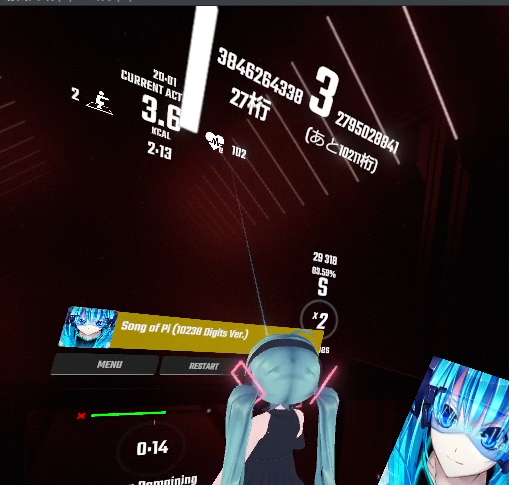 20:01
CURRENT ACT
3.6
KCAL
2:13
2
102
3846264338
3
2795028841
27桁
(あと10211桁)
29 318
83.59%
S
x2
Song of Pi (10238 Digits Ver.)
MENU
RESTART
0:14
Remaining